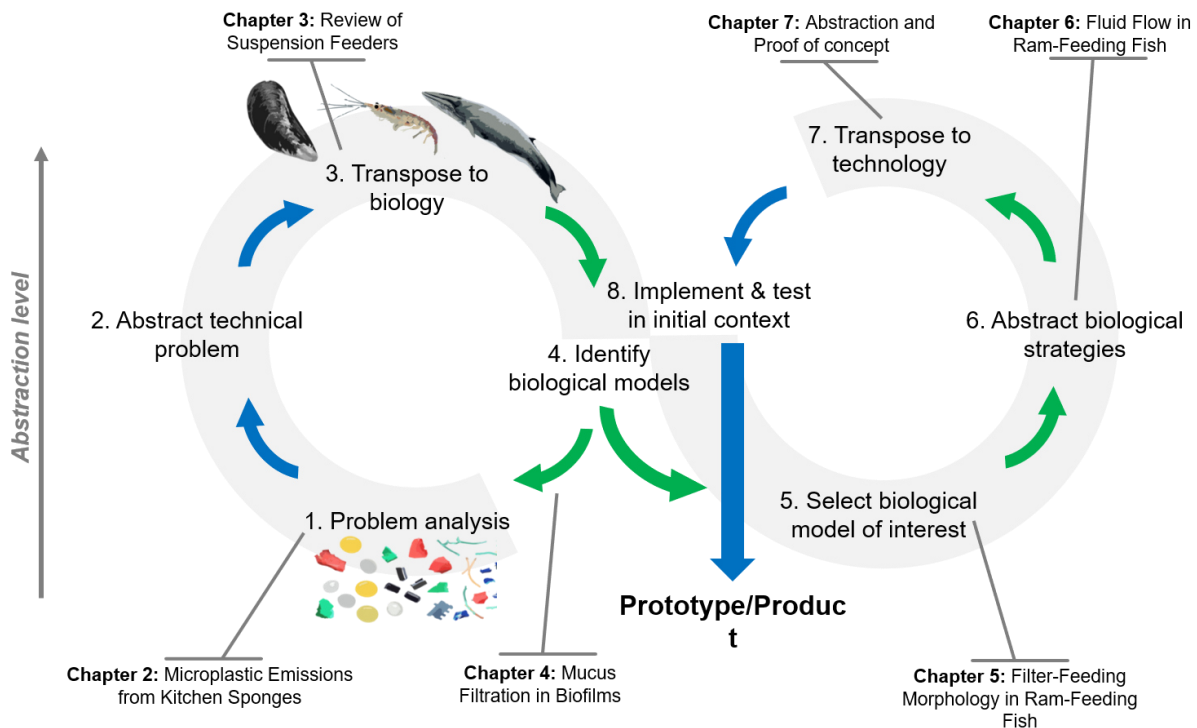 Chapter 3: Review of
Suspension Feeders
Chapter 7: Abstraction and
Proof of concept
Chapter 6: Fluid Flow in
Ram-Feeding Fish
Abstraction level
3. Transpose to
biology
7. Transpose to
technology
2. Abstract technical
problem
8. Implement & test
in initial context
6. Abstract biological
strategies
4. Identify
biological models
1. Problem analysis
5. Select biological
model of interest
Prototype/Produc
t
Chapter 2: Microplastic Emissions
from Kitchen Sponges
Chapter 4: Mucus
Filtration in Biofilms
Chapter 5: Filter-Feeding
Morphology in Ram-Feeding
Fish